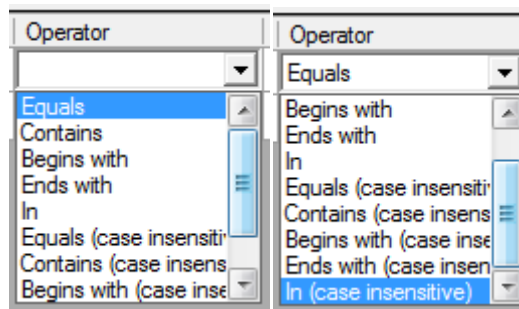 Operator
Equals
Contains
Begins with
Ends with
In
Equals (case insensiti
Contains (case insens
Begins with (case inse
Operator
Equals
Begins with
Ends with
In
Equals (case insensiti
Contains (case insens
Begins with (case inse
Ends with (case insen
In (case insensitive)